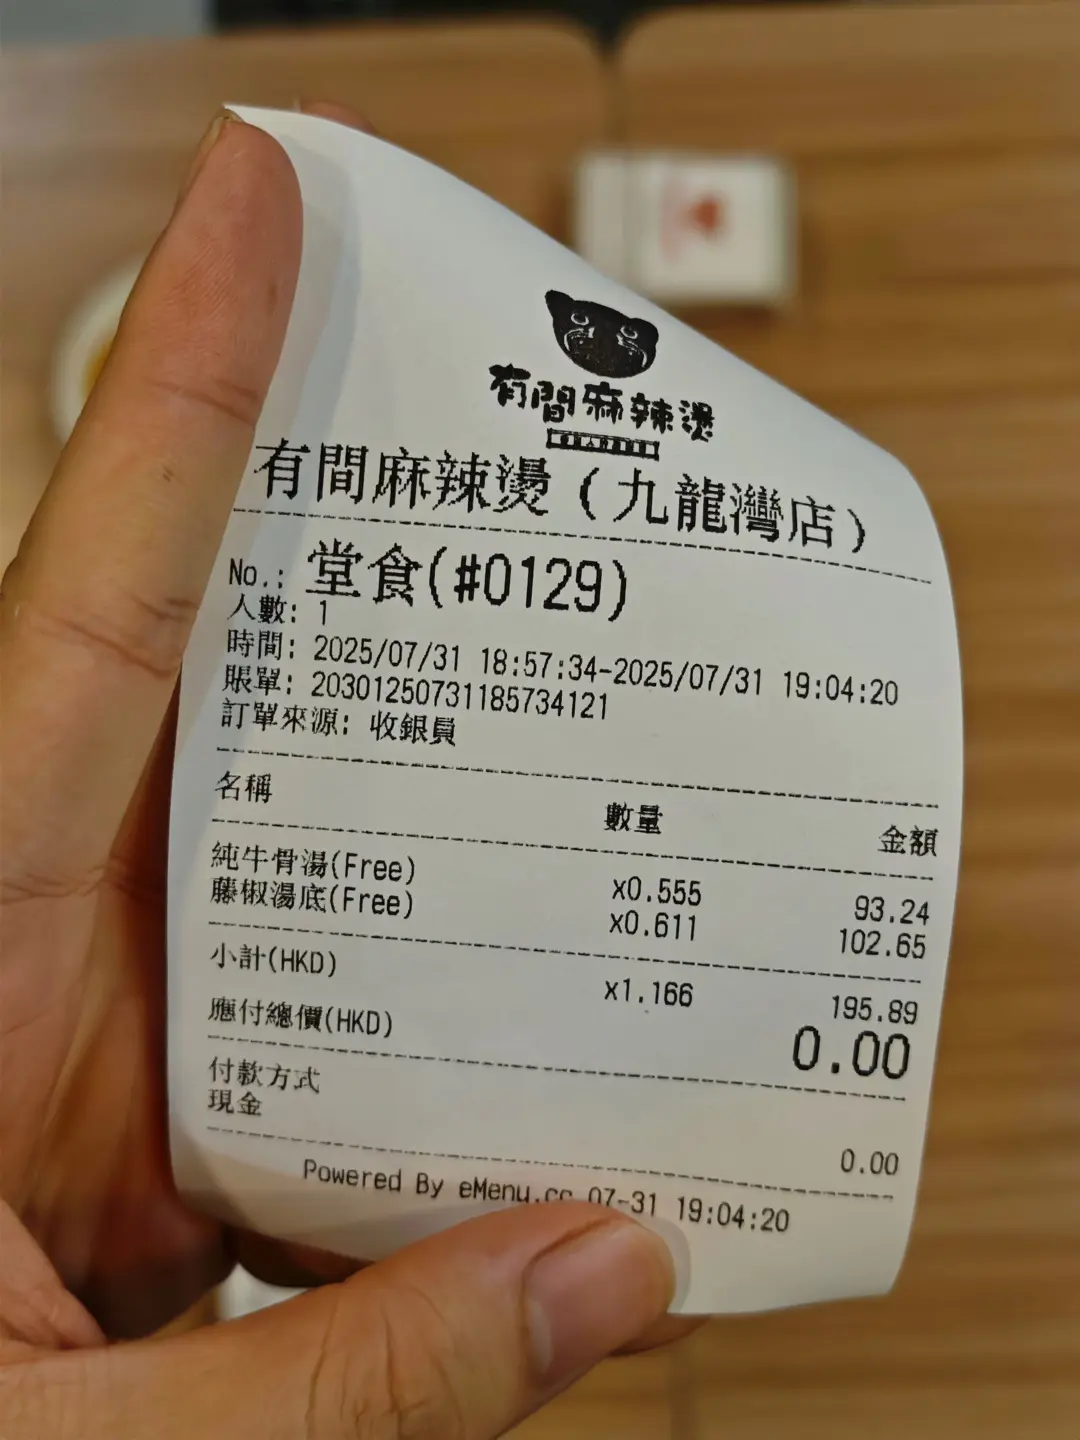 有間麻辣燙
有間麻辣燙(九龍灣店)
No.: 堂食(#0129)
人數: 1
時間: 2025/07/31 18:57:34-2025/07/31 19:04:20
賬單: 20301250731185734121
訂單來源: 收銀員
名稱 數量 金額
純牛骨湯(Free) x0.555 93.24
藤椒湯底(Free) x0.611 102.65
小計(HKD) x1.166 195.89
應付總價(HKD) 0.00
付款方式
現金 0.00
Powered By eMenu.cc 07-31 19:04:20